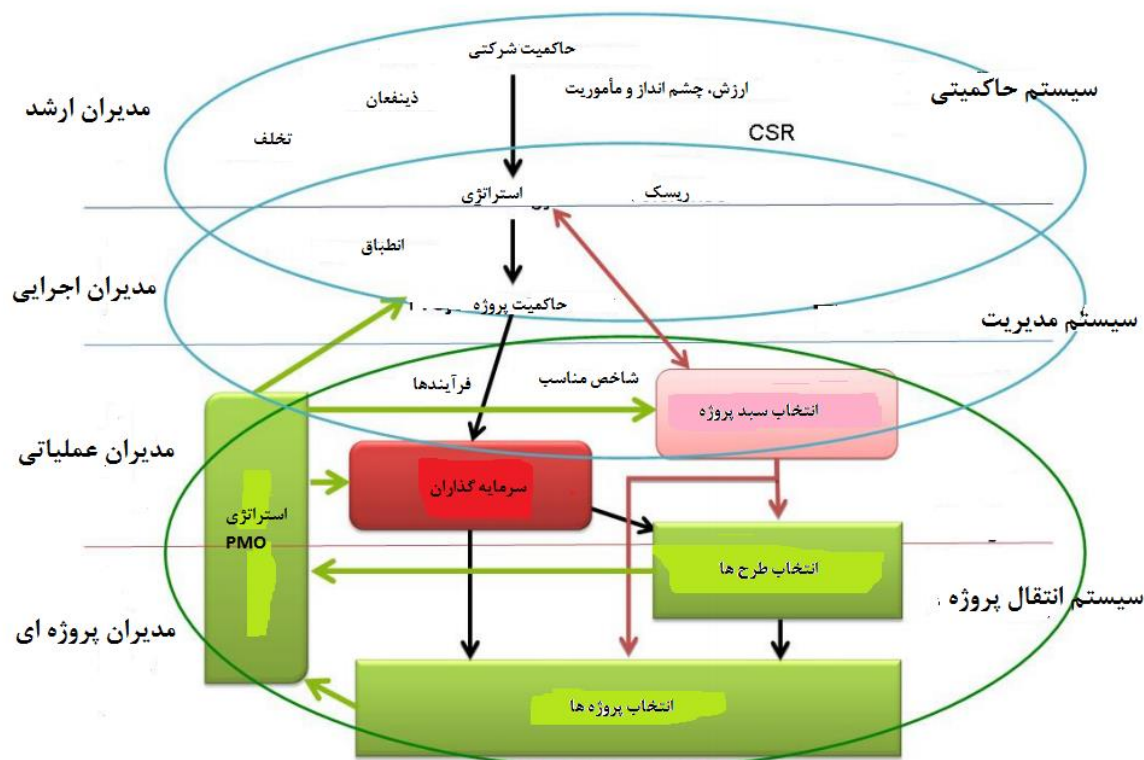 حاکمیت شرکتی
ارزش، چشم انداز و مأموریت
سیستم حاکمیتی
ذینفعان
مدیران ارشد
CSR
تخلف
ریسک
استراتژی
انطباق
مدیران اجرایی
حاکمیت پروژه
سیستم مدیریت
شاخص مناسب
فرآیندها
انتخاب سبد پروژه
مدیران عملیاتی
سرمایه گذاران
استراتژی
PMO
انتخاب طرح ها
سیستم انتقال پروژه
مدیران پروژه ای
انتخاب پروژه ها